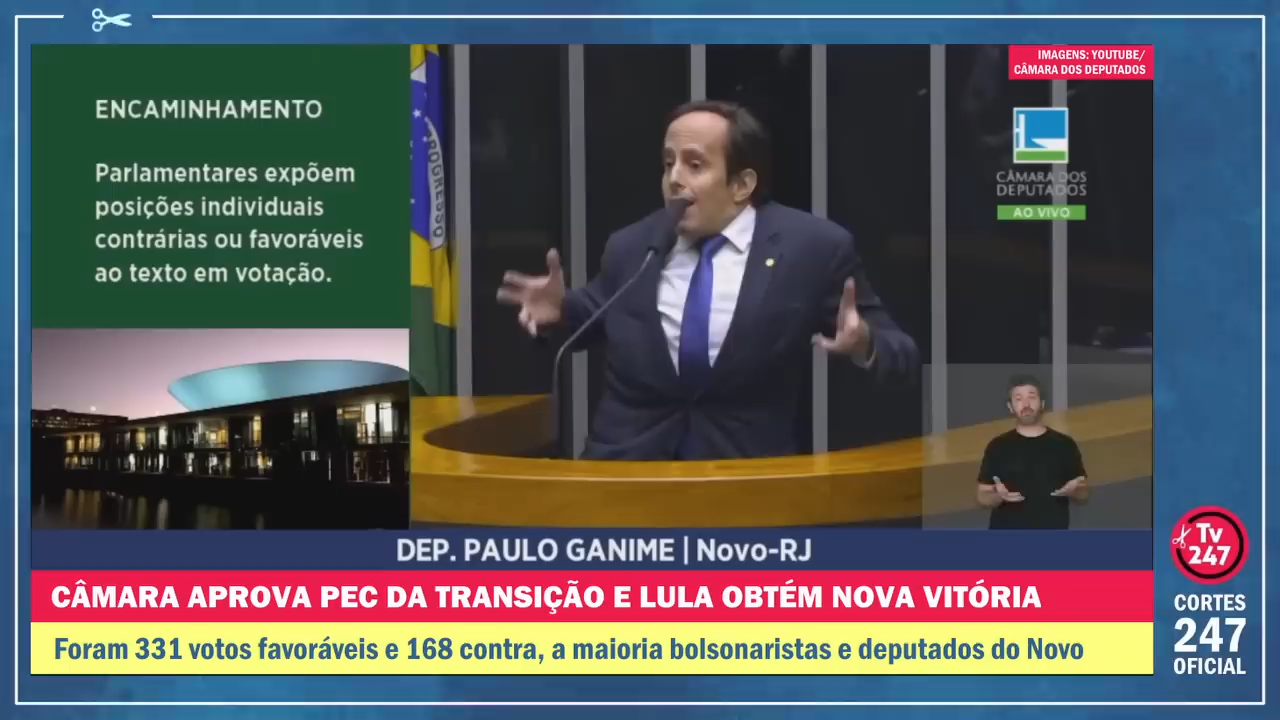 IMAGENS: YOUTUBE/
CÂMARA DOS DEPUTADOS
ENCAMINHAMENTO
Parlamentares expõem
posições individuais
contrárias ou favoráveis
ao texto em votação.
PROGRESSO
CÂMARA DOS
DEPUTADOS
AO VIVO
DEP. PAULO GANIME | Novo-RJ
CÂMARA APROVA PEC DA TRANSIÇÃO E LULA OBTÉM NOVA VITÓRIA
Foram 331 votos favoráveis e 168 contra, a maioria bolsonaristas e deputados do Novo
Tv
247
CORTES
247
OFICIAL